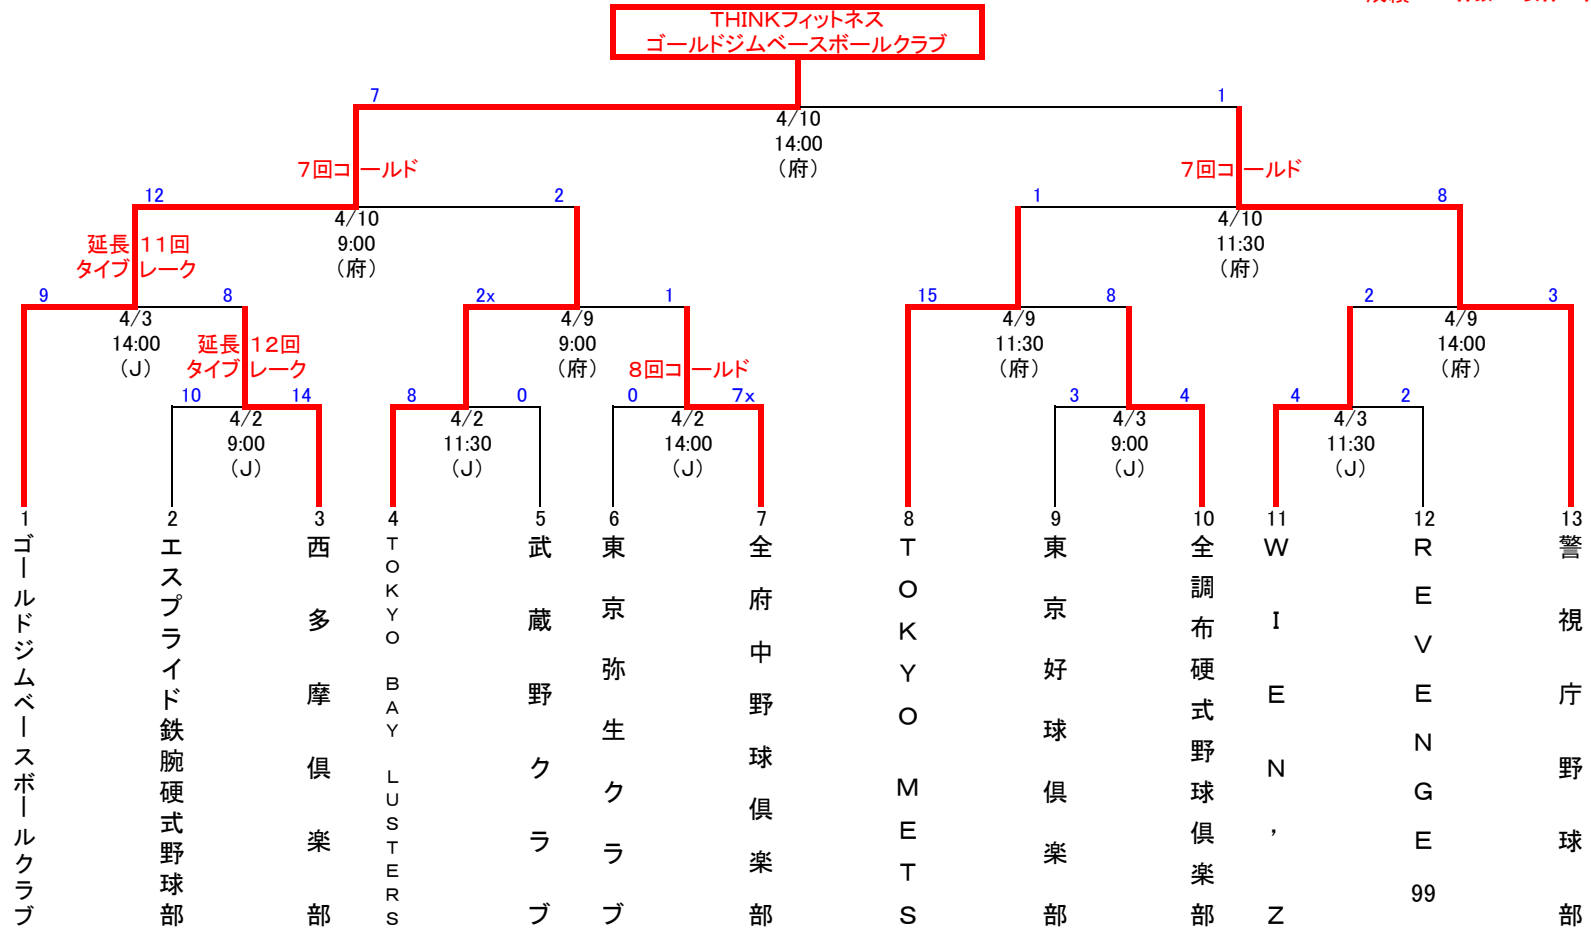 THINKフィットネス
ゴールドジムベースボールクラブ
7
1
4/10
14:00
（府）
7回コールド
7回コールド
12
2
1
8
4/10
9:00
（府）
4/10
11:30
（府）
延長 11回
タイブレーク
9
8
2x
1
15
8
2
3
4/3
14:00
（J）
4/9
9:00
（府）
4/9
11:30
（府）
4/9
14:00
（府）
延長 12回
タイブレーク
8回コールド
10
14
8
0
0
7x
3
4
4
2
4/2
9:00
（J）
4/2
11:30
（J）
4/2
14:00
（J）
4/3
9:00
（J）
4/3
11:30
（J）
1
ゴールドジムベースボールクラブ
2
エスプライド鉄腕硬式野球部
3
西多摩倶楽部
4
TOKYO BAY LUSTERS
5
武蔵野クラブ
6
東京弥生クラブ
7
全府中野球倶楽部
8
TOKYO METS
9
東京好球倶楽部
10
全調布硬式野球倶楽部
11
WIEN'Z
12
REVENGE99
13
警視庁野球部